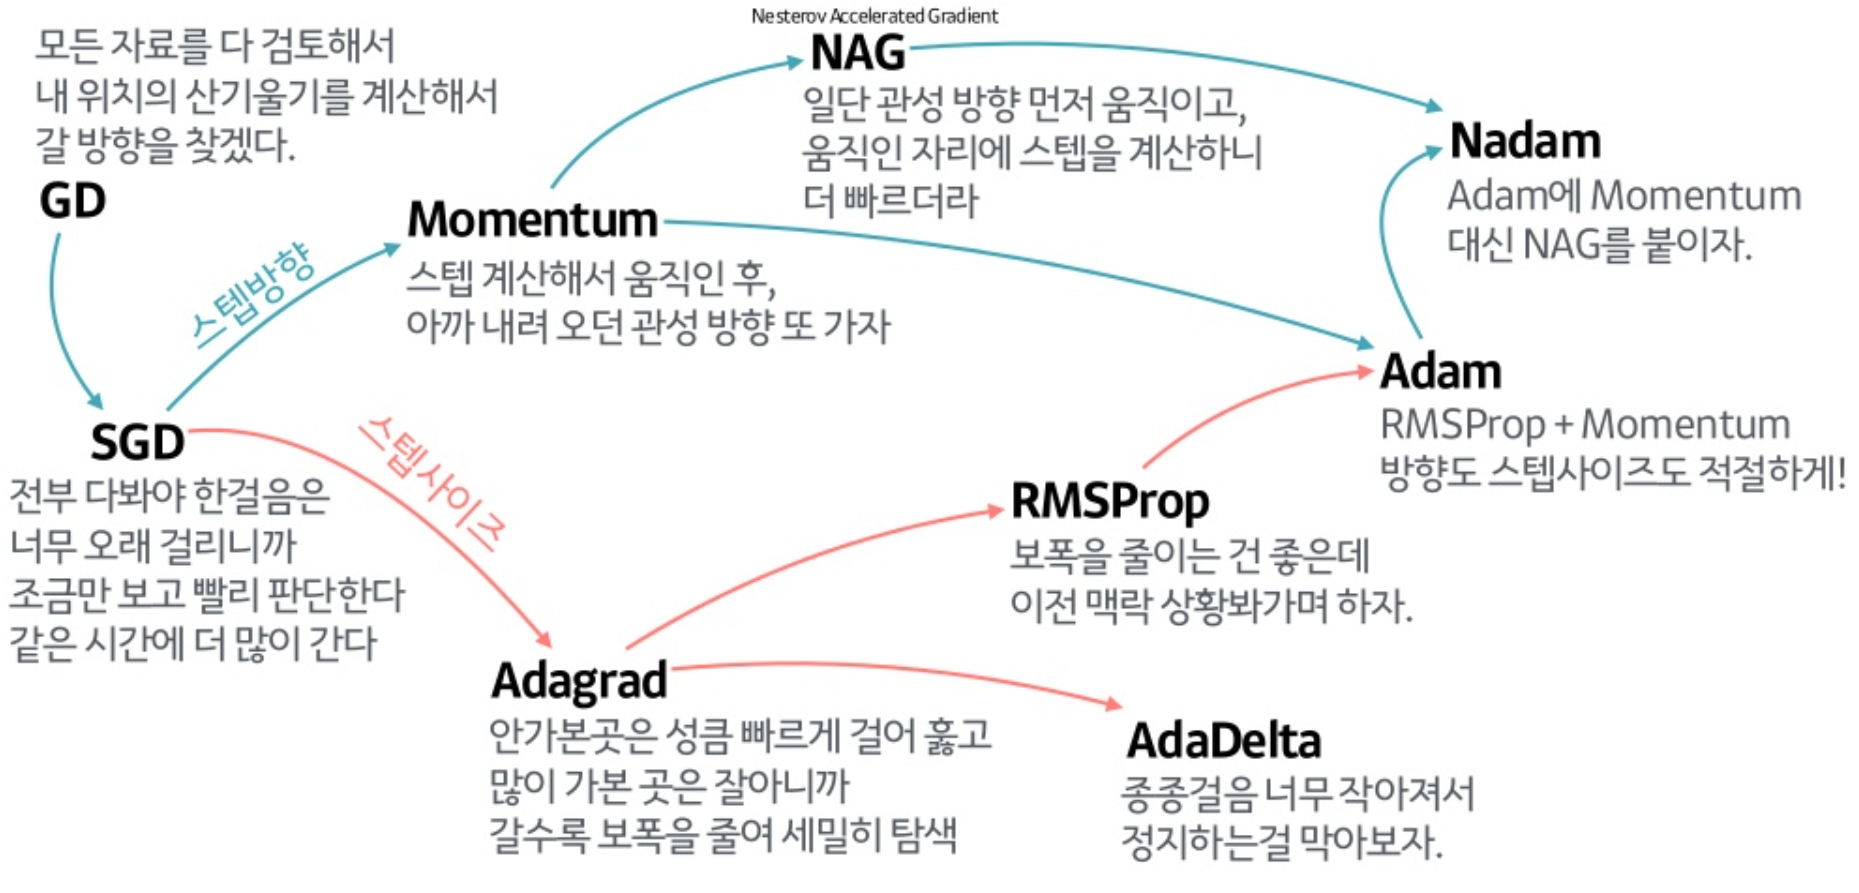 모든 자료를 다 검토해서
내 위치의 산기울기를 계산해서
갈 방향을 찾겠다.
GD
스텝방향
SGD
전부 다봐야 한걸음은
너무 오래 걸리니까
조금만 보고 빨리 판단한다
같은 시간에 더 많이 간다
Momentum
스텝 계산해서 움직인 후,
아까 내려 오던 관성 방향 또 가자
Nesterov Accelerated Gradient
NAG
일단 관성 방향 먼저 움직이고,
움직인 자리에 스텝을 계산하니
더 빠르더라
Nadam
Adam에 Momentum
대신 NAG를 붙이자.
Adam
RMSProp + Momentum
방향도 스텝사이즈도 적절하게!
스텝사이즈
Adagrad
안가본곳은 성큼 빠르게 걸어 훓고
많이 가본 곳은 잘아니까
갈수록 보폭을 줄여 세밀히 탐색
RMSProp
보폭을 줄이는 건 좋은데
이전 맥락 상황봐가며 하자.
AdaDelta
종종걸음 너무 작아져서
정지하는걸 막아보자.